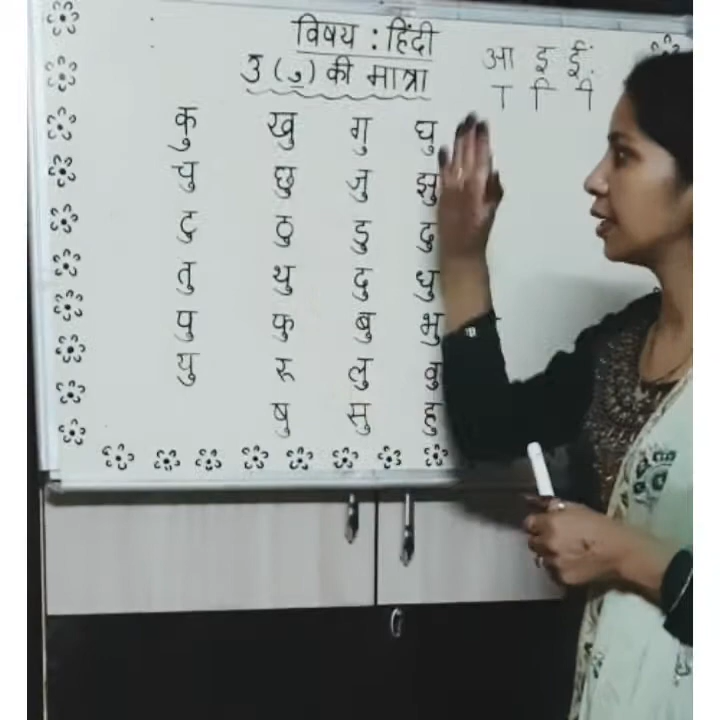 विषय : हिंदी
उ ( ु ) की मात्रा
आ इ ई
ा ि ी
कु खु गु घु
चु छु जु झु
टु ठु डु ढु
तु थु दु धु
पु फु बु भु
यु रु लु वु
षु सु हु